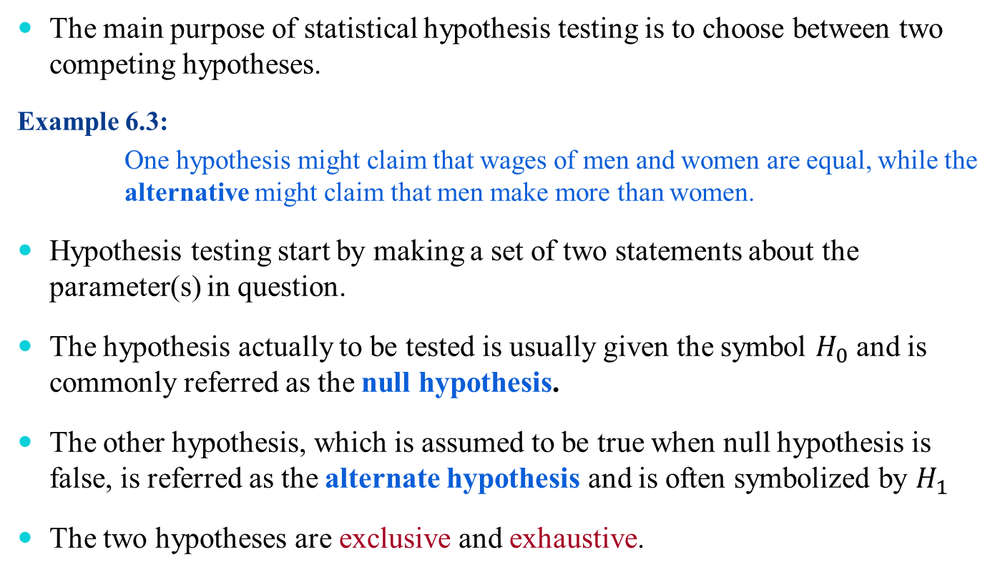 • The main purpose of statistical hypothesis testing is to choose between two
competing hypotheses.
Example 6.3:
One hypothesis might claim that wages of men and women are equal, while the
alternative might claim that men make more than women.
• Hypothesis testing start by making a set of two statements about the
parameter(s) in question.
• The hypothesis actually to be tested is usually given the symbol H₀ and is
commonly referred as the null hypothesis.
• The other hypothesis, which is assumed to be true when null hypothesis is
false, is referred as the alternate hypothesis and is often symbolized by H₁
• The two hypotheses are exclusive and exhaustive.